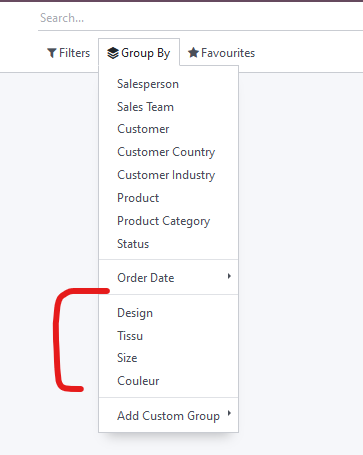 Search...
Filters Group By Favourites
Salesperson
Sales Team
Customer
Customer Country
Customer Industry
Product
Product Category
Status
Order Date
Design
Tissu
Size
Couleur
Add Custom Group